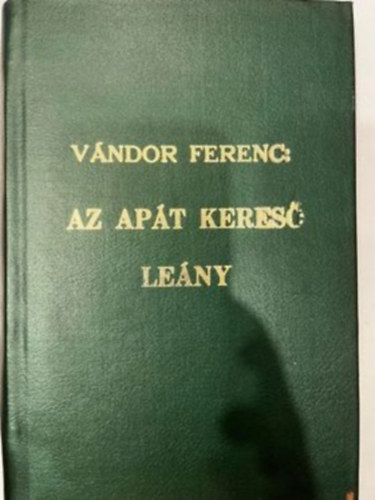 VÁNDOR FERENC:
AZ APÁT KERESŐ
LEÁNY